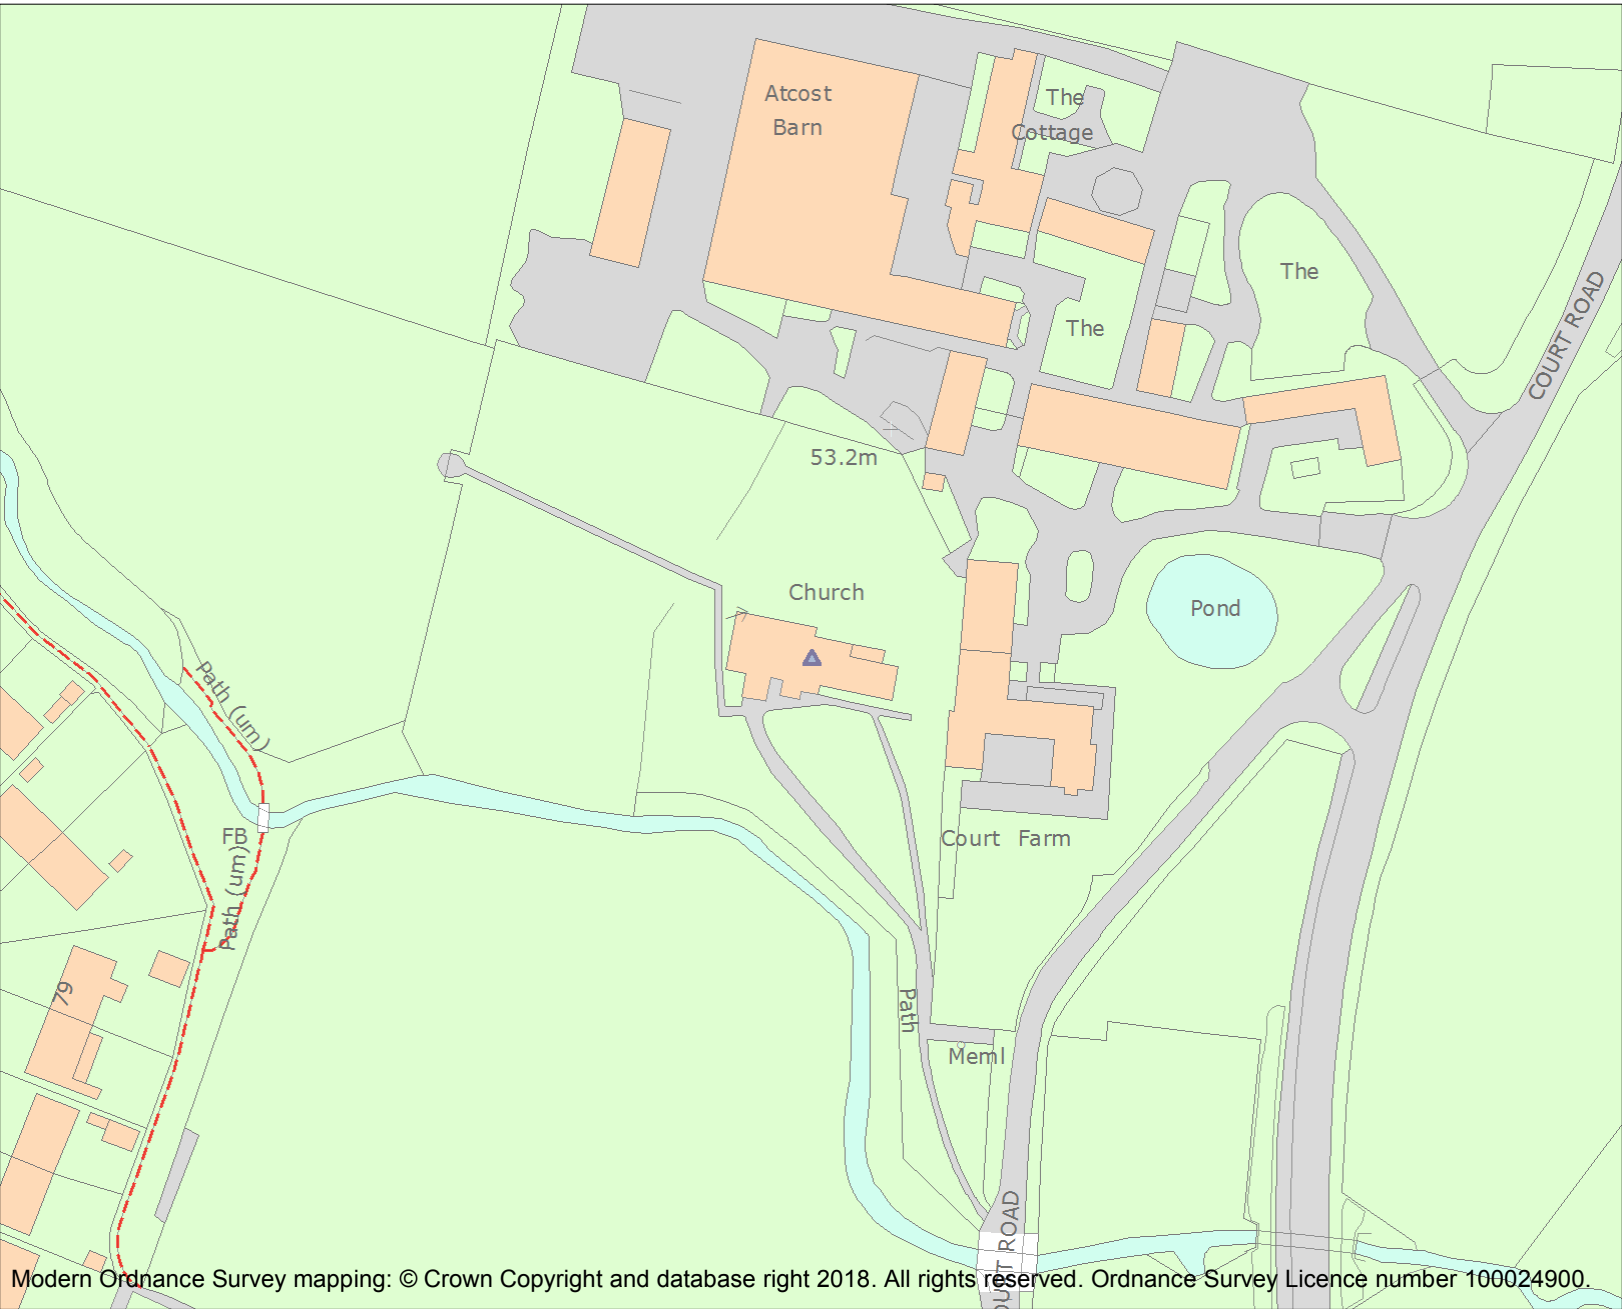 Atcost
Barn
The
Cottage
The
The
COURT ROAD
53.2m
Church
Pond
Path (um)
FB
Path (um)
Court Farm
79
Path
Meml
COURT ROAD
Modern Ordnance Survey mapping: © Crown Copyright and database right 2018. All rights reserved. Ordnance Survey Licence number 100024900.